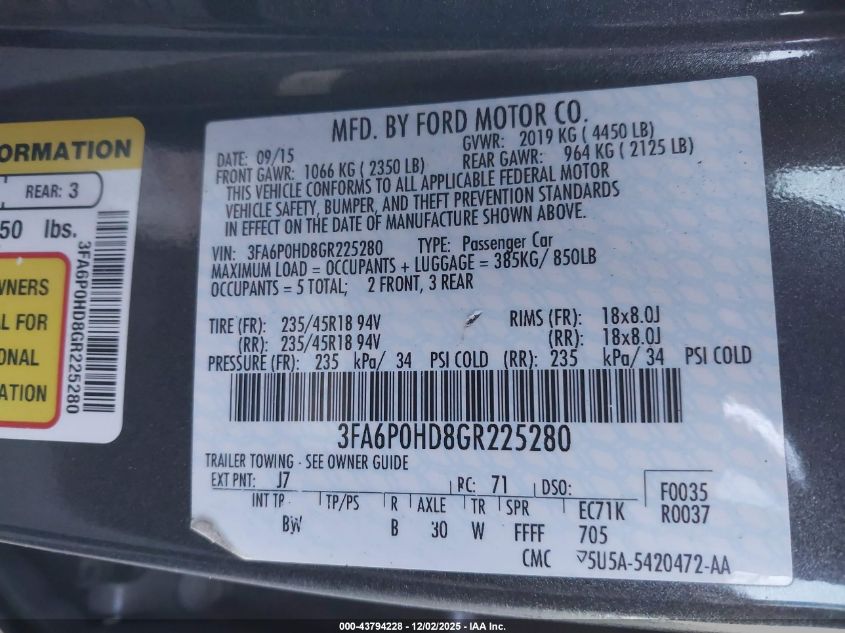 ORMATION
REAR: 3
50 lbs.
WNERS
L FOR
ONAL
ATION
3FA6P0HD8GR225280
MFD. BY FORD MOTOR CO.
DATE: 09/15 GVWR: 2019 KG ( 4450 LB)
FRONT GAWR: 1066 KG ( 2350 LB) REAR GAWR: 964 KG ( 2125 LB)
THIS VEHICLE CONFORMS TO ALL APPLICABLE FEDERAL MOTOR
VEHICLE SAFETY, BUMPER, AND THEFT PREVENTION STANDARDS
IN EFFECT ON THE DATE OF MANUFACTURE SHOWN ABOVE.
VIN: 3FA6P0HD8GR225280 TYPE: Passenger Car
MAXIMUM LOAD = OCCUPANTS + LUGGAGE = 385KG/ 850LB
OCCUPANTS = 5 TOTAL; 2 FRONT, 3 REAR
TIRE (FR): 235/45R18 94V RIMS (FR): 18x8.0J
(RR): 235/45R18 94V (RR): 18x8.0J
PRESSURE (FR): 235 kPa/ 34 PSI COLD (RR): 235 kPa/ 34 PSI COLD
3FA6P0HD8GR225280
TRAILER TOWING - SEE OWNER GUIDE
EXT PNT: J7 RC: 71 DSO: F0035
INT TR TP/PS R AXLE TR SPR EC71K R0037
BW B 30 W FFFF 705
CMC 5U5A-5420472-AA
000-43794228 - 12/02/2025 - IAA Inc.